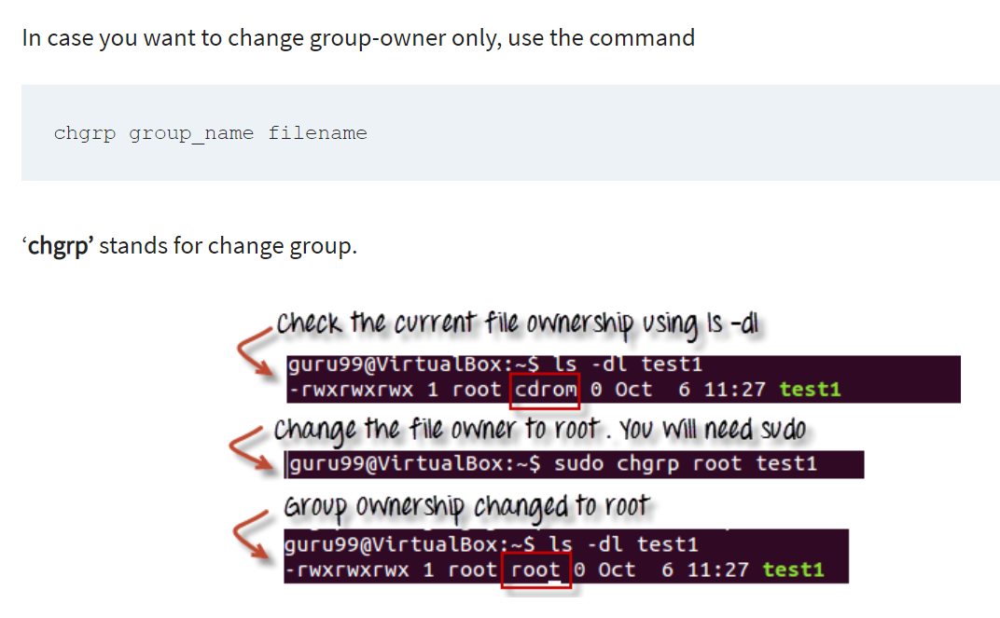 In case you want to change group-owner only, use the command
chgrp group_name filename
‘chgrp’ stands for change group.
Check the current file ownership using ls -dl
guru99@VirtualBox:~$ ls -dl test1
-rwxrwxrwx 1 root cdrom 0 Oct  6 11:27 test1
Change the file owner to root. You will need sudo
guru99@VirtualBox:~$ sudo chgrp root test1
Group ownership changed to root
guru99@VirtualBox:~$ ls -dl test1
-rwxrwxrwx 1 root root 0 Oct  6 11:27 test1